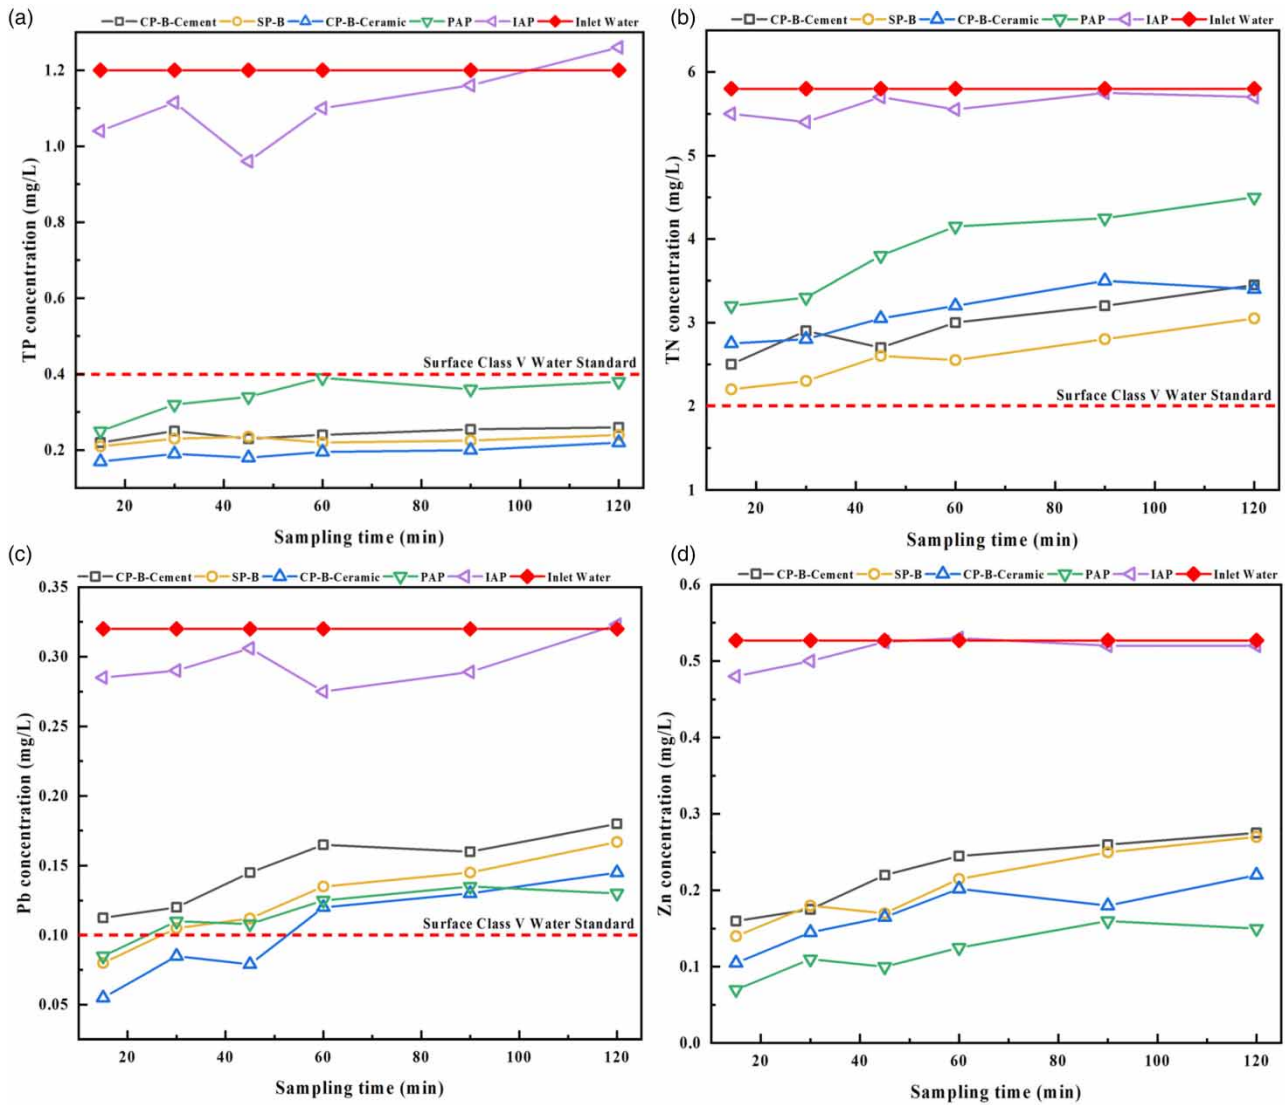 (a)
CP-B-Cement SP-B CP-B-Ceramic PAP IAP Inlet Water
1.2
1.0
0.8
0.6
0.4
0.2
TP concentration (mg/L)
Surface Class V Water Standard
20 40 60 80 100 120
Sampling time (min)
(b)
CP-B-Cement SP-B CP-B-Ceramic PAP IAP Inlet Water
6
5
4
3
2
1
TN concentration (mg/L)
Surface Class V Water Standard
20 40 60 80 100 120
Sampling time (min)
(c)
CP-B-Cement SP-B CP-B-Ceramic PAP IAP Inlet Water
0.35
0.30
0.25
0.20
0.15
0.10
0.05
Pb concentration (mg/L)
Surface Class V Water Standard
20 40 60 80 100 120
Sampling time (min)
(d)
CP-B-Cement SP-B CP-B-Ceramic PAP IAP Inlet Water
0.6
0.5
0.4
0.3
0.2
0.1
0.0
Zn concentration (mg/L)
20 40 60 80 100 120
Sampling time (min)